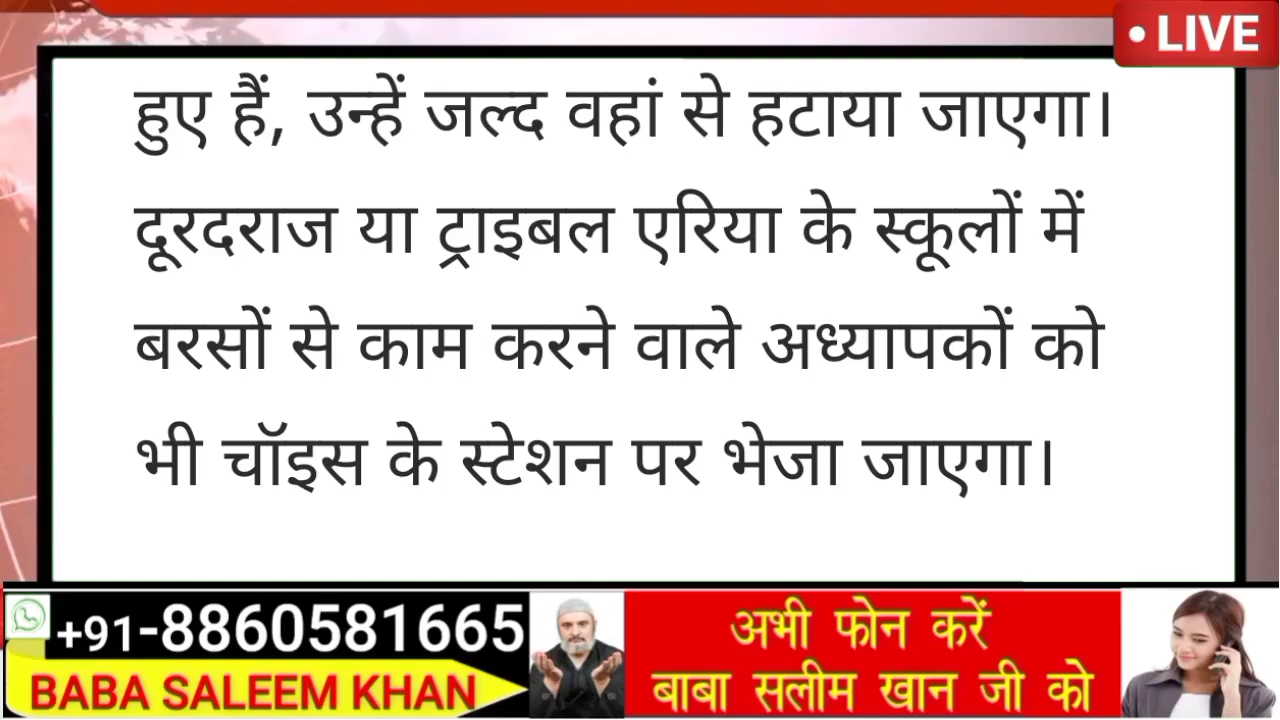 • LIVE
हुए हैं, उन्हें जल्द वहां से हटाया जाएगा।
दूरदराज या ट्राइबल एरिया के स्कूलों में
बरसों से काम करने वाले अध्यापकों को
भी चॉइस के स्टेशन पर भेजा जाएगा।
+91-8860581665
BABA SALEEM KHAN
अभी फोन करें
बाबा सलीम खान जी को